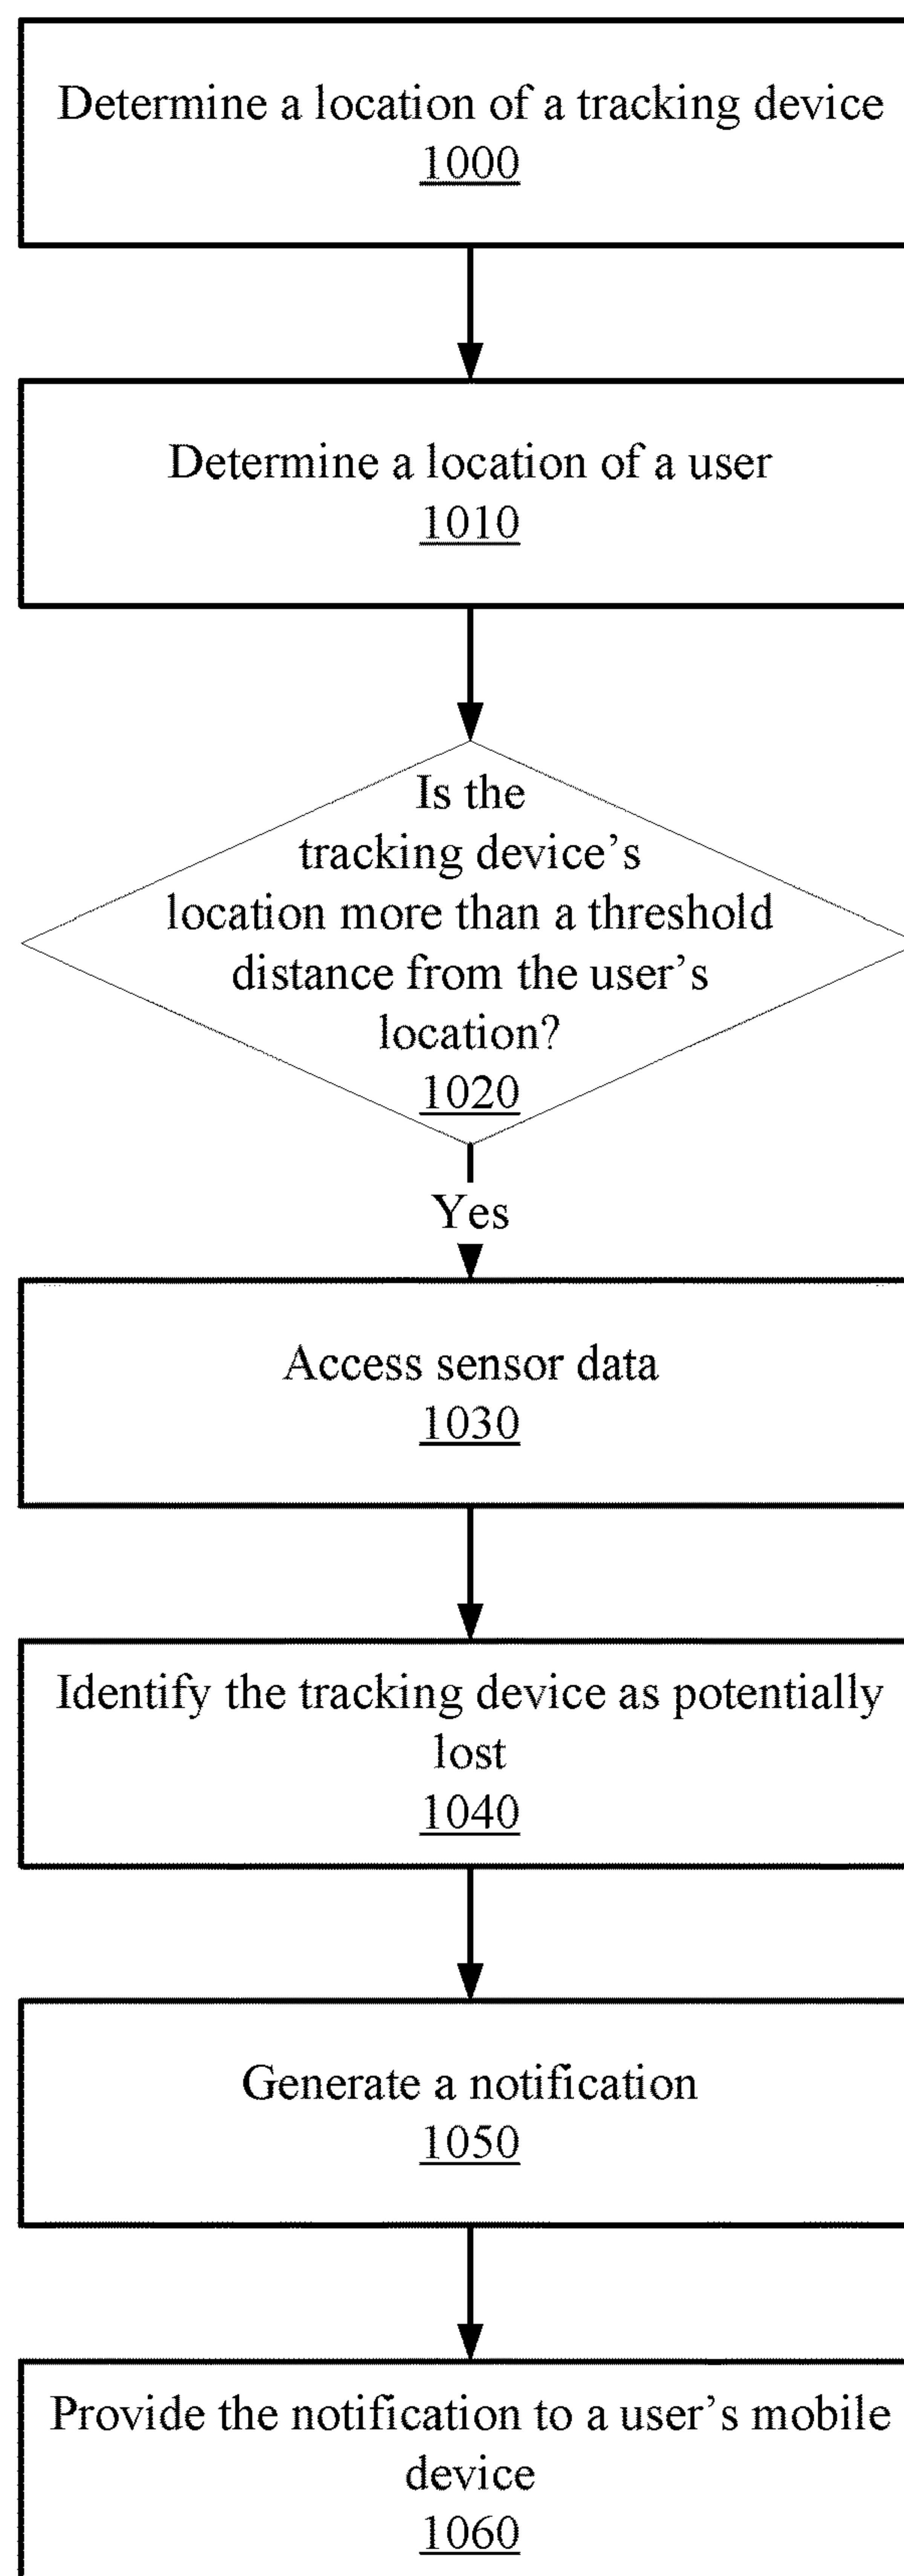 Determine a location of a tracking device
1000
Determine a location of a user
1010
Is the
tracking device’s
location more than a threshold
distance from the user’s
location?
1020
Yes
Access sensor data
1030
Identify the tracking device as potentially
lost
1040
Generate a notification
1050
Provide the notification to a user’s mobile
device
1060